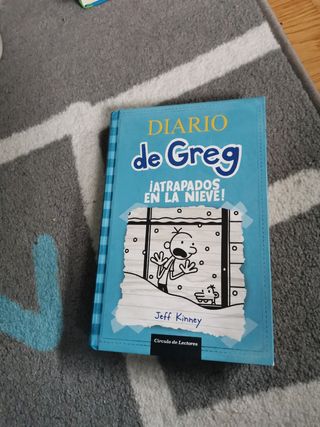 DIARIO
de Greg
¡ATRAPADOS
EN LA NIEVE!
Jeff Kinney
Círculo de Lectores